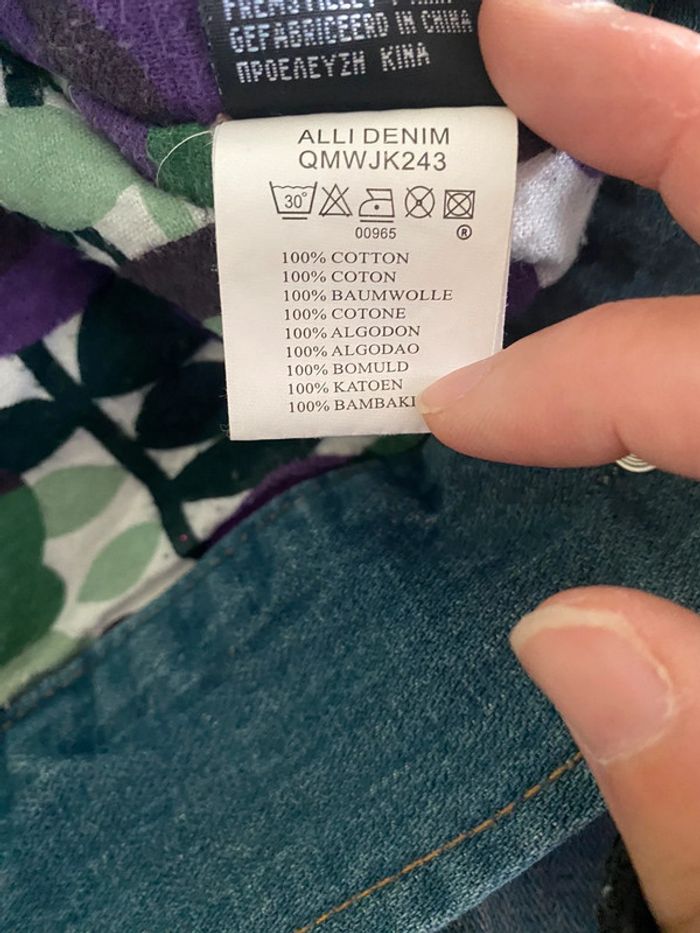 GEFABRICEERD IN CHINA
ΠΡΟΕΛΕΥΣΗ ΚΙΝΑ
ALLI DENIM
QMWJK243
30°
00965
®
100% COTTON
100% COTON
100% BAUMWOLLE
100% COTONE
100% ALGODON
100% ALGODAO
100% BOMULD
100% KATOEN
100% BAMBAKI